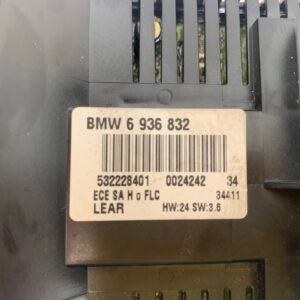 BMW 6 936 832
532228401 0024242 34
ECE SA H o FLC 34411
LEAR HW:24 SW:3.6